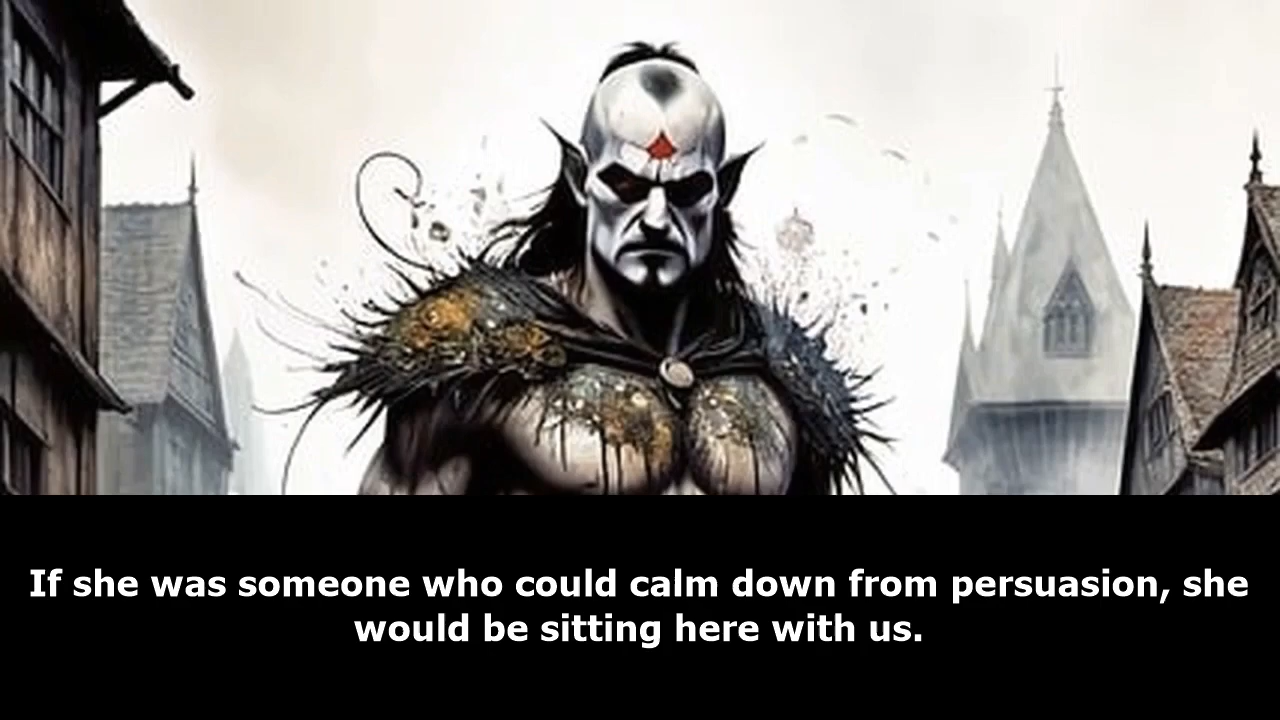 If she was someone who could calm down from persuasion, she
would be sitting here with us.